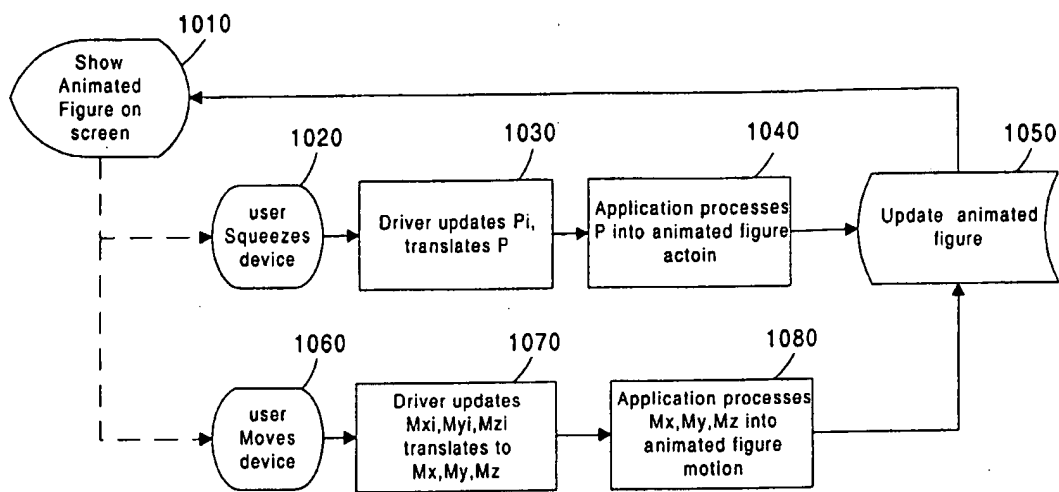 1010
Show
Animated
Figure on
screen
1020
user
Squeezes
device
1030
Driver updates Pi,
translates P
1040
Application processes
P into animated figure
actoin
1050
Update animated
figure
1060
user
Moves
device
1070
Driver updates
Mxi,Myi,Mzi
translates to
Mx,My,Mz
1080
Application processes
Mx,My,Mz into
animated figure
motion